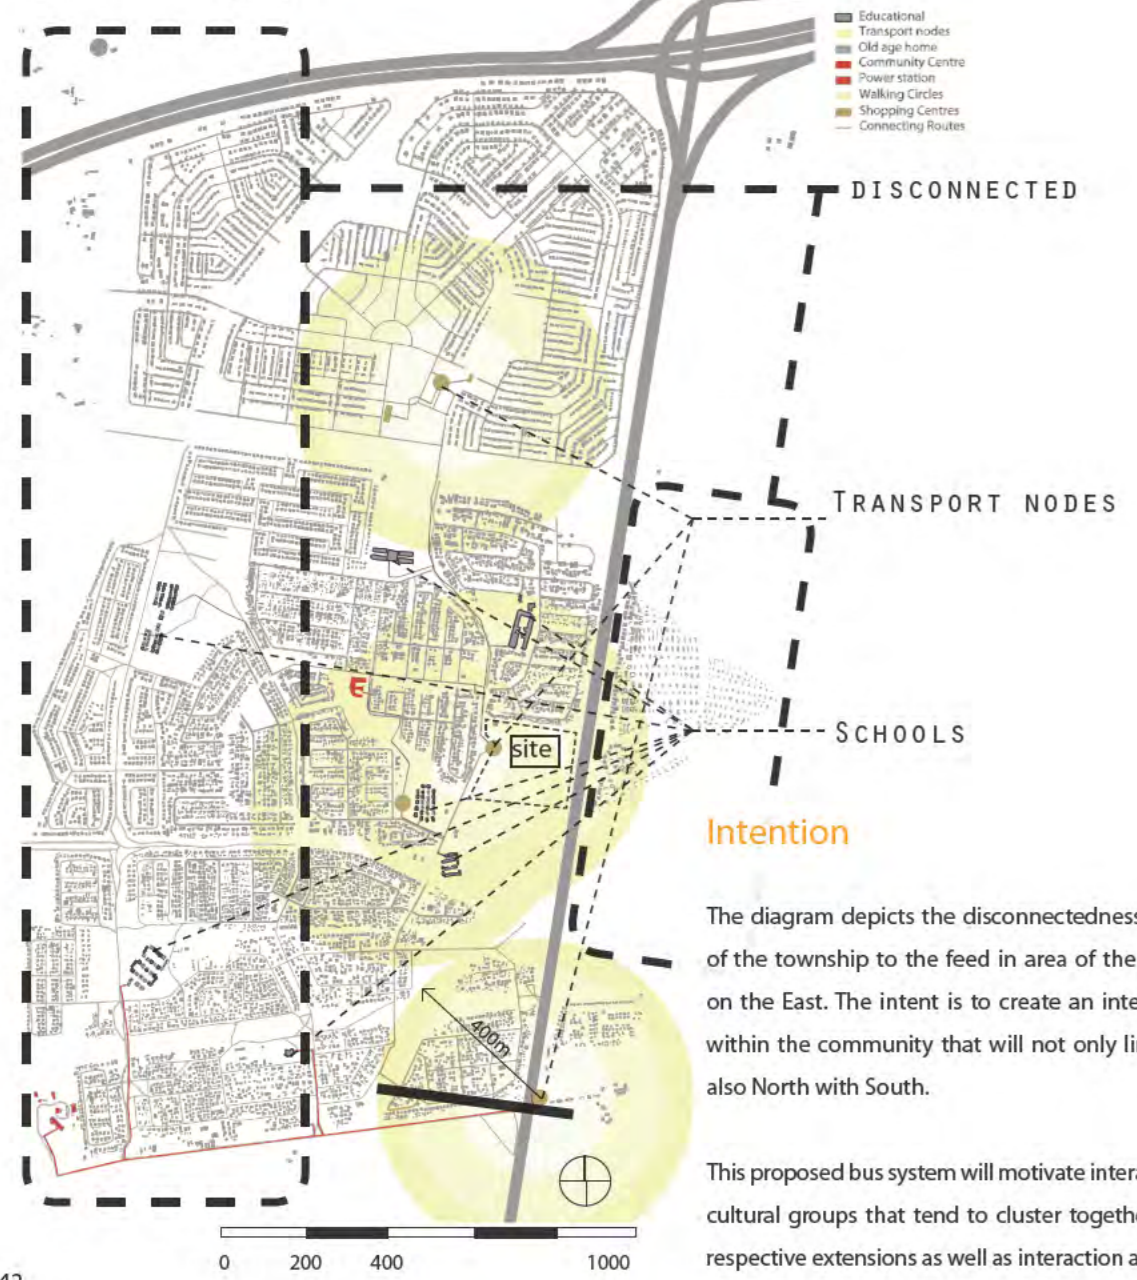 Educational
Transport nodes
Old age home
Community Centre
Power station
Walking Circles
Shopping Centres
Connecting Routes
DISCONNECTED
TRANSPORT NODES
SCHOOLS
site
400m
Intention
The diagram depicts the disconnectedness
of the township to the feed in area of the
on the East. The intent is to create an inte
within the community that will not only li
also North with South.
This proposed bus system will motivate intera
cultural groups that tend to cluster togethe
respective extensions as well as interaction a
0 200 400 1000